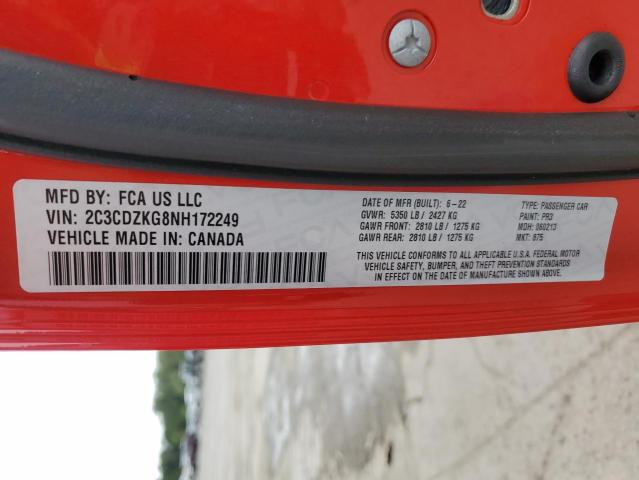 MFD BY: FCA US LLC
VIN: 2C3CDZKG8NH172249
VEHICLE MADE IN: CANADA
DATE OF MFR (BUILT): 6-22
GVWR: 5350 LB / 2427 KG
GAWR FRONT: 2810 LB / 1275 KG
GAWR REAR: 2810 LB / 1275 KG
TYPE: PASSENGER CAR
PAINT: PR3
MDH: 060213
MKT: 875
THIS VEHICLE CONFORMS TO ALL APPLICABLE U.S.A. FEDERAL MOTOR
VEHICLE SAFETY, BUMPER, AND THEFT PREVENTION STANDARDS
IN EFFECT ON THE DATE OF MANUFACTURE SHOWN ABOVE.